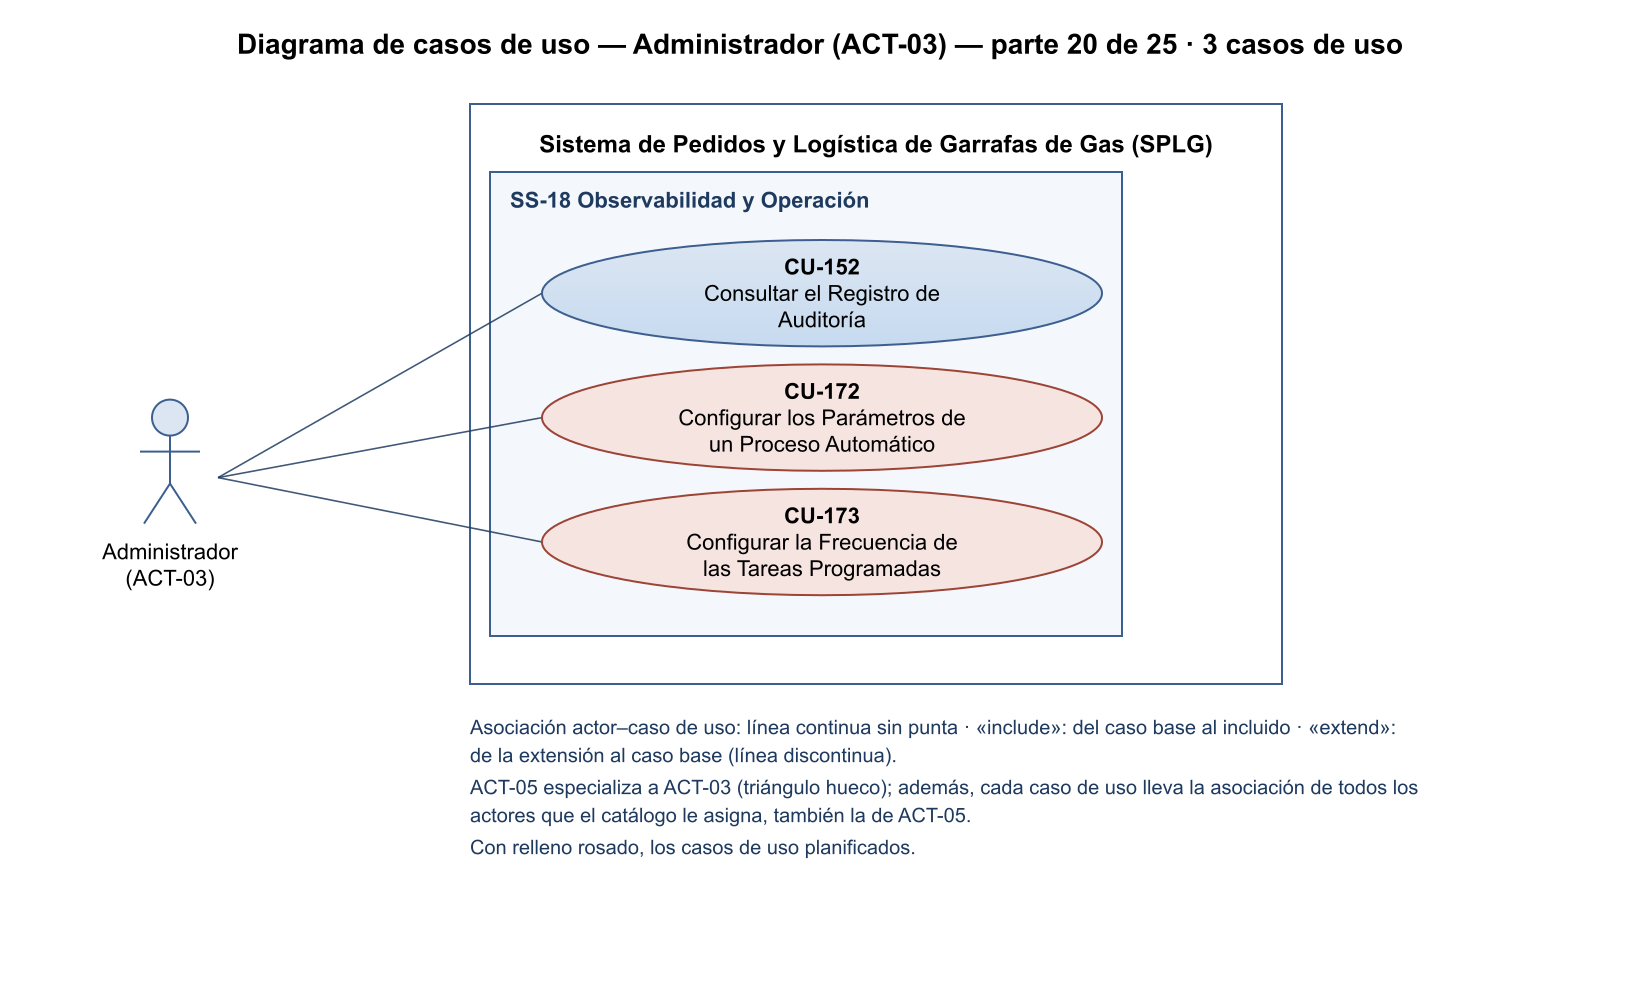 Diagrama de casos de uso — Administrador (ACT-03) — parte 20 de 25 · 3 casos de uso
Sistema de Pedidos y Logística de Garrafas de Gas (SPLG)
SS-18 Observabilidad y Operación
CU-152
Consultar el Registro de
Auditoría
CU-172
Configurar los Parámetros de
un Proceso Automático
CU-173
Configurar la Frecuencia de
las Tareas Programadas
Administrador
(ACT-03)
Asociación actor–caso de uso: línea continua sin punta · «include»: del caso base al incluido · «extend»:
de la extensión al caso base (línea discontinua).
ACT-05 especializa a ACT-03 (triángulo hueco); además, cada caso de uso lleva la asociación de todos los
actores que el catálogo le asigna, también la de ACT-05.
Con relleno rosado, los casos de uso planificados.